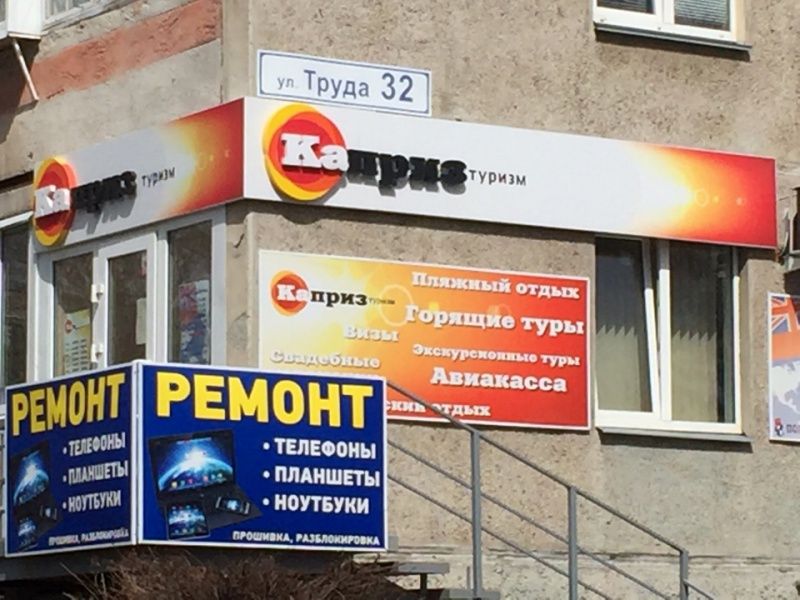 ул. Труда 32
Каприз туризм
Каприз туризм
Каприз туризм
Пляжный отдых
Горящие туры
Визы
Экскурсионные туры
Свадебные
Авиакасса
отдых
РЕМОНТ
• ТЕЛЕФОНЫ
• ПЛАНШЕТЫ
• НОУТБУКИ
ПРОШИВКА, РАЗБЛОКИРОВКА
РЕМОНТ
• ТЕЛЕФОНЫ
• ПЛАНШЕТЫ
• НОУТБУКИ
ПРОШИВКА, РАЗБЛОКИРОВКА